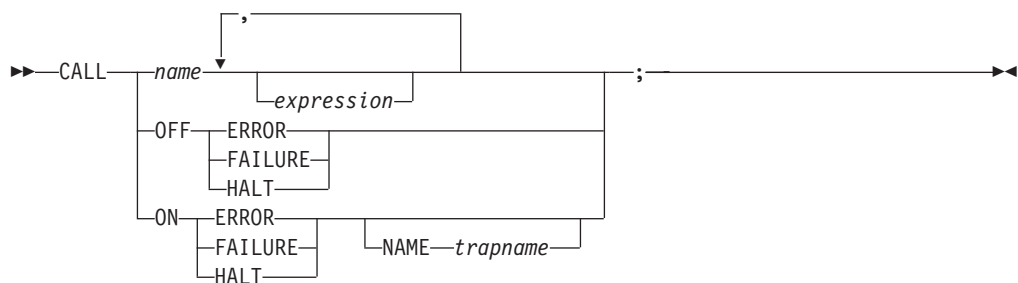 ,
CALL name ;
expression
OFF ERROR
FAILURE
HALT
ON ERROR
FAILURE NAME trapname
HALT